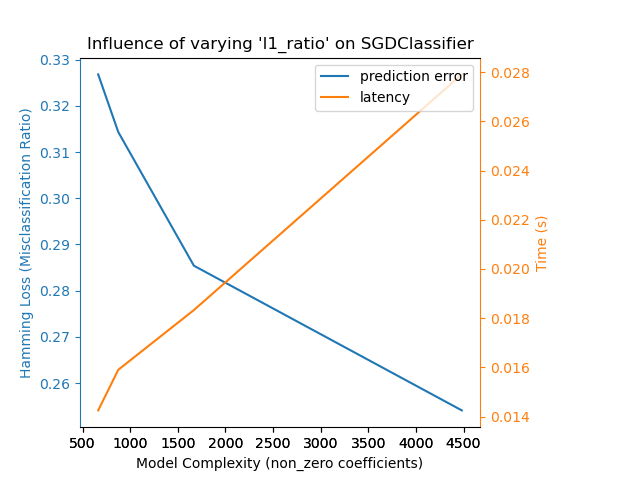 Influence of varying 'l1_ratio' on SGDClassifier
prediction error
latency
Hamming Loss (Misclassification Ratio)
0.33
0.32
0.31
0.30
0.29
0.28
0.27
0.26
0.028
0.026
0.024
0.022
0.020
0.018
0.016
0.014
Time (s)
500 1000 1500 2000 2500 3000 3500 4000 4500
Model Complexity (non_zero coefficients)